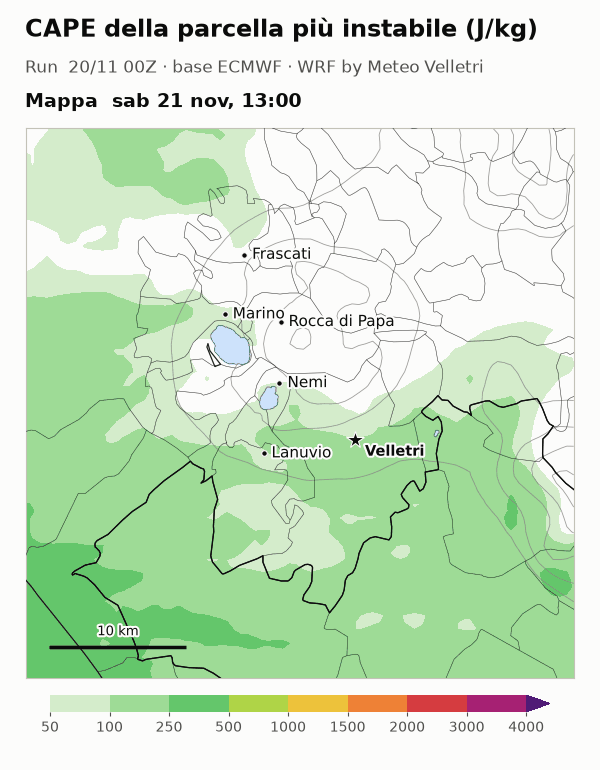 CAPE della parcella più instabile (J/kg)
Run  20/11 00Z · base ECMWF · WRF by Meteo Velletri
Mappa  sab 21 nov, 13:00
Frascati
Marino
Rocca di Papa
Nemi
Velletri
Lanuvio
10 km
50 100 250 500 1000 1500 2000 3000 4000